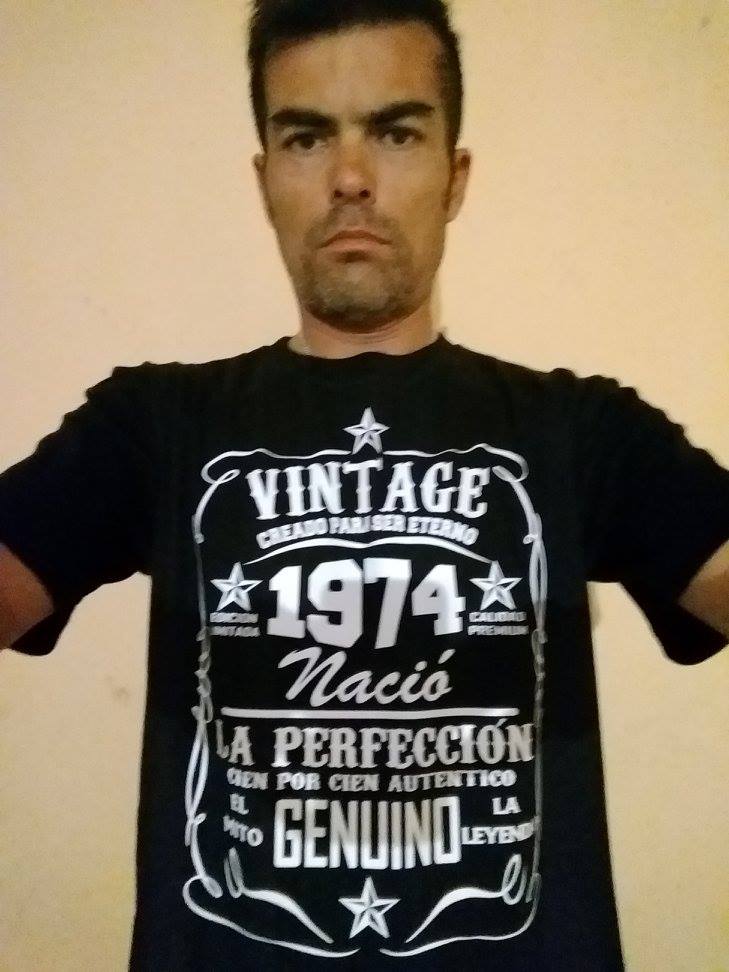 VINTAGE
CREADO PARA SER ETERNO
1974
EDICION LIMITADA
CALIDAD PREMIUM
Nació
LA PERFECCIÓN
CIEN POR CIEN AUTENTICO
EL MITO
GENUINO
LA LEYENDA